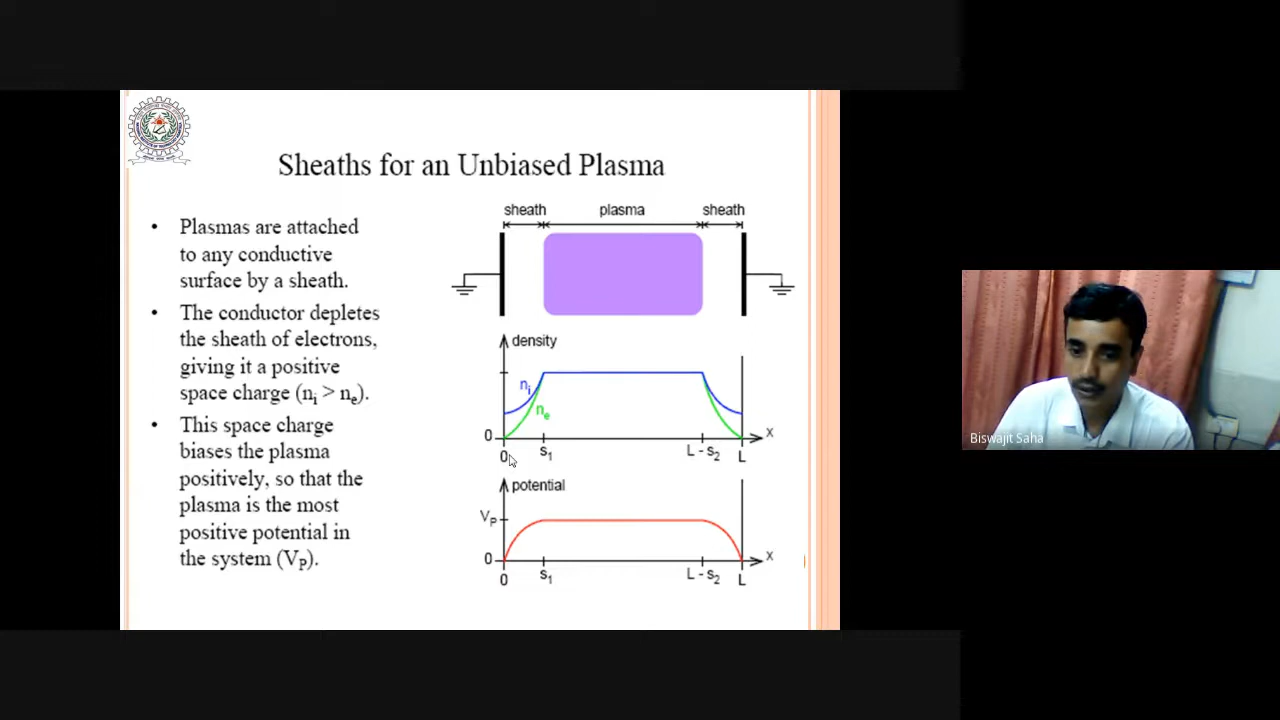 Sheaths for an Unbiased Plasma
• Plasmas are attached
to any conductive
surface by a sheath.
• The conductor depletes
the sheath of electrons,
giving it a positive
space charge (nᵢ > nₑ).
• This space charge
biases the plasma
positively, so that the
plasma is the most
positive potential in
the system (V_P).
sheath plasma sheath
density
nᵢ
nₑ
0 x
0 s₁ L - s₂ L
potential
V_P
0 x
0 s₁ L - s₂ L
Biswajit Saha